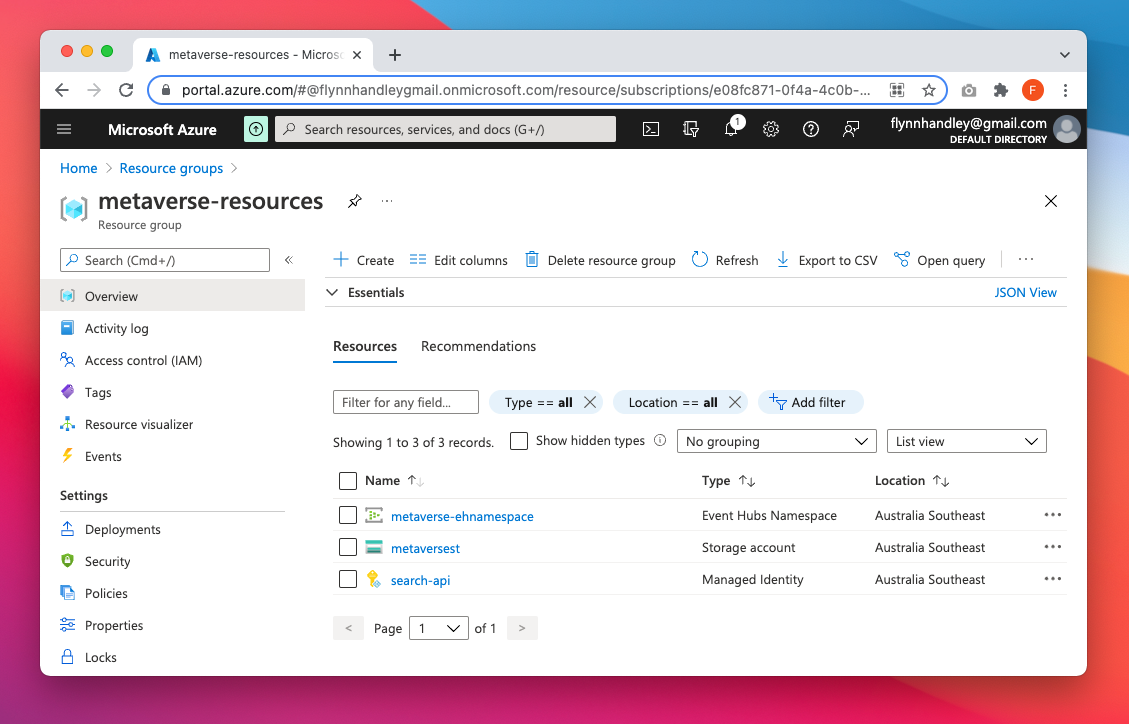 metaverse-resources - Micros
portal.azure.com/#@flynnhandleygmail.onmicrosoft.com/resource/subscriptions/e08fc871-0f4a-4c0b-...
F
Microsoft Azure
Search resources, services, and docs (G+/)
1
flynnhandley@gmail.com
DEFAULT DIRECTORY
Home > Resource groups >
metaverse-resources
...
Resource group
Search (Cmd+/)
«
Create
Edit columns
Delete resource group
Refresh
Export to CSV
Open query
...
Overview
Activity log
Access control (IAM)
Tags
Resource visualizer
Events
Settings
Deployments
Security
Policies
Properties
Locks
Essentials
JSON View
Resources
Recommendations
Filter for any field...
Type == all
Location == all
Add filter
Showing 1 to 3 of 3 records.
Show hidden types
No grouping
List view
Name Type Location
metaverse-ehnamespace Event Hubs Namespace Australia Southeast ...
metaversest Storage account Australia Southeast ...
search-api Managed Identity Australia Southeast ...
< Page 1 of 1 >